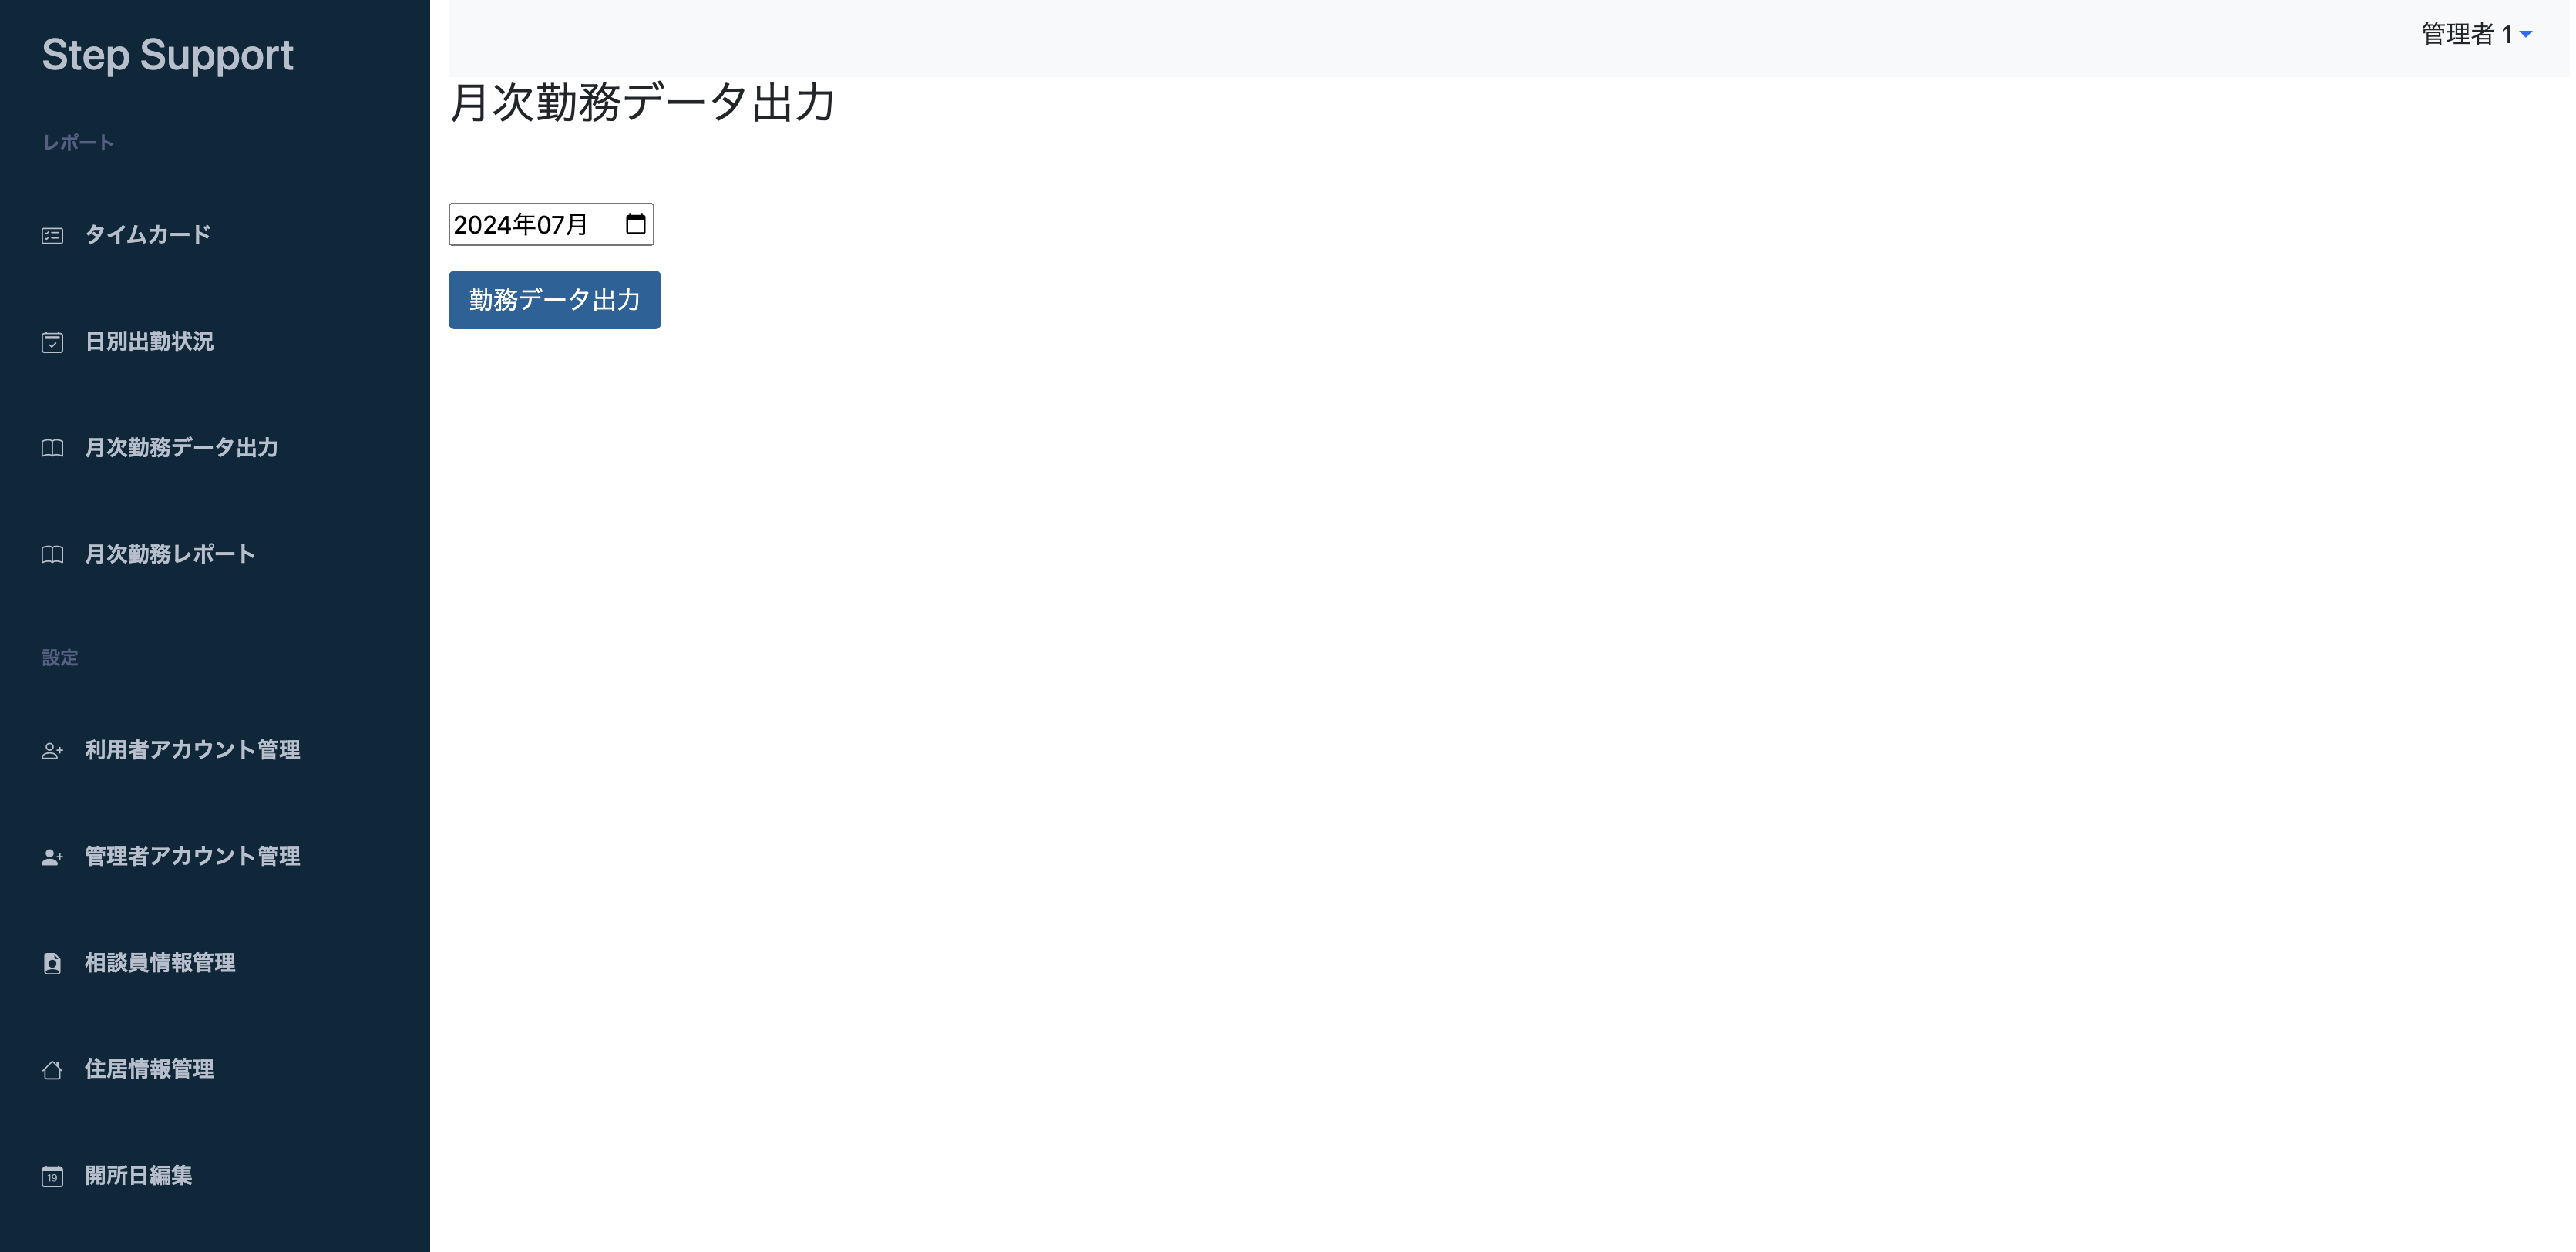 Step Support
レポート
タイムカード
日別出勤状況
月次勤務データ出力
月次勤務レポート
設定
利用者アカウント管理
管理者アカウント管理
相談員情報管理
住居情報管理
19
開所日編集
管理者 1
月次勤務データ出力
2024年07月
勤務データ出力